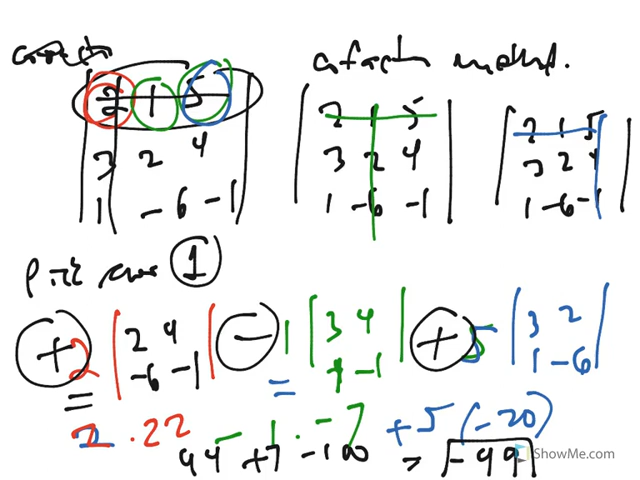 cofactor method.
2 1 5 2 1 5 2 1 5
3 2 4 3 2 4 3 2 4
1 -6 -1 1 -6 -1 1 -6 -1
pick row 1
+ 2 | 2 4 | - 1 | 3 4 | + 5 | 3 2 |
| -6 -1 | | 1 -1 | | 1 -6 |
= 2 · 22 - 1 · -7 + 5 (-20)
=
44 +7 -100 = -49
ShowMe.com